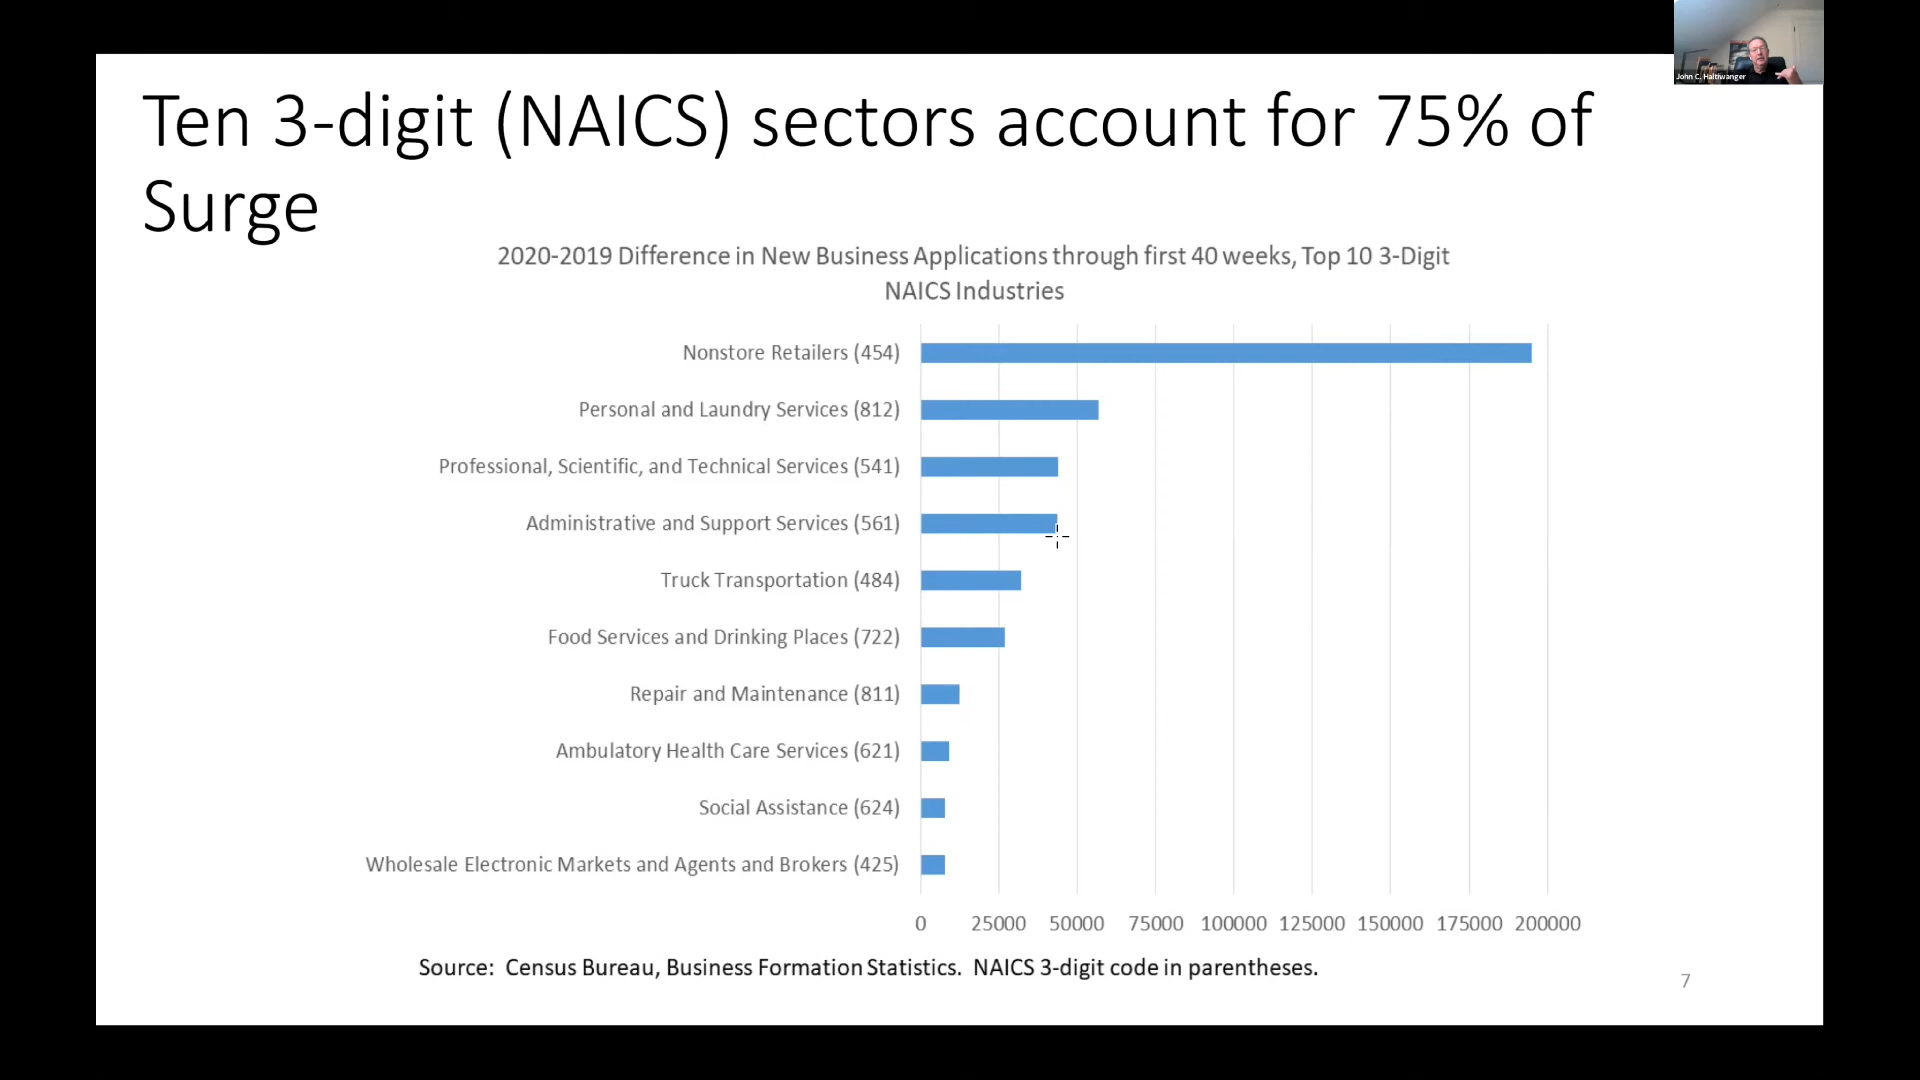 John C. Haltiwanger
Ten 3-digit (NAICS) sectors account for 75% of
Surge
2020-2019 Difference in New Business Applications through first 40 weeks, Top 10 3-Digit
NAICS Industries
Nonstore Retailers (454)
Personal and Laundry Services (812)
Professional, Scientific, and Technical Services (541)
Administrative and Support Services (561)
Truck Transportation (484)
Food Services and Drinking Places (722)
Repair and Maintenance (811)
Ambulatory Health Care Services (621)
Social Assistance (624)
Wholesale Electronic Markets and Agents and Brokers (425)
0 25000 50000 75000 100000 125000 150000 175000 200000
Source: Census Bureau, Business Formation Statistics. NAICS 3-digit code in parentheses.
7